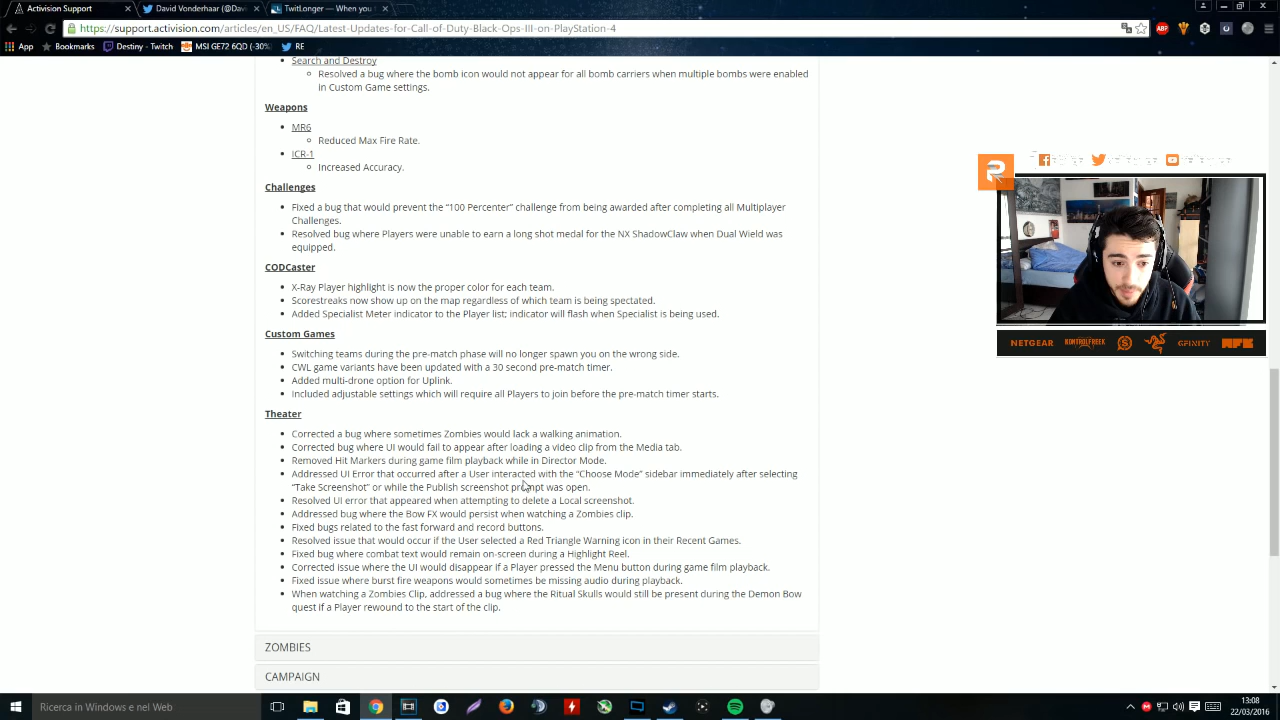 Activision Support
David Vonderhaar (@Dav
TwitLonger — When you
https://support.activision.com/articles/en_US/FAQ/Latest-Updates-for-Call-of-Duty-Black-Ops-III-on-PlayStation-4
App
Bookmarks
Destiny - Twitch
MSI GE72 6QD (-30%)
RE
Search and Destroy
Resolved a bug where the bomb icon would not appear for all bomb carriers when multiple bombs were enabled
in Custom Game settings.
Weapons
MR6
Reduced Max Fire Rate.
ICR-1
Increased Accuracy.
Challenges
Fixed a bug that would prevent the “100 Percenter” challenge from being awarded after completing all Multiplayer
Challenges.
Resolved bug where Players were unable to earn a long shot medal for the NX ShadowClaw when Dual Wield was
equipped.
CODCaster
X-Ray Player highlight is now the proper color for each team.
Scorestreaks now show up on the map regardless of which team is being spectated.
Added Specialist Meter indicator to the Player list; indicator will flash when Specialist is being used.
Custom Games
Switching teams during the pre-match phase will no longer spawn you on the wrong side.
CWL game variants have been updated with a 30 second pre-match timer.
Added multi-drone option for Uplink.
Included adjustable settings which will require all Players to join before the pre-match timer starts.
Theater
Corrected a bug where sometimes Zombies would lack a walking animation.
Corrected bug where UI would fail to appear after loading a video clip from the Media tab.
Removed Hit Markers during game film playback while in Director Mode.
Addressed UI Error that occurred after a User interacted with the “Choose Mode” sidebar immediately after selecting
“Take Screenshot” or while the Publish screenshot prompt was open.
Resolved UI error that appeared when attempting to delete a Local screenshot.
Addressed bug where the Bow FX would persist when watching a Zombies clip.
Fixed bugs related to the fast forward and record buttons.
Resolved issue that would occur if the User selected a Red Triangle Warning icon in their Recent Games.
Fixed bug where combat text would remain on-screen during a Highlight Reel.
Corrected issue where the UI would disappear if a Player pressed the Menu button during game film playback.
Fixed issue where burst fire weapons would sometimes be missing audio during playback.
When watching a Zombies Clip, addressed a bug where the Ritual Skulls would still be present during the Demon Bow
quest if a Player rewound to the start of the clip.
ZOMBIES
CAMPAIGN
NETGEAR
KONTROLFREEK
GFINITY
Ricerca in Windows e nel Web
13:08
22/03/2016
ABP